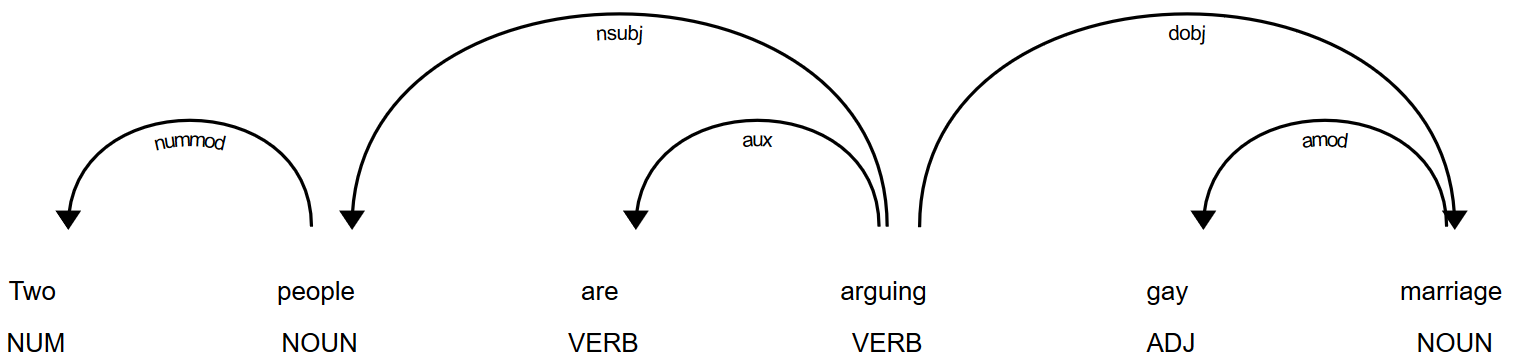 nsubj dobj
nummod aux amod
Two people are arguing gay marriage
NUM NOUN VERB VERB ADJ NOUN